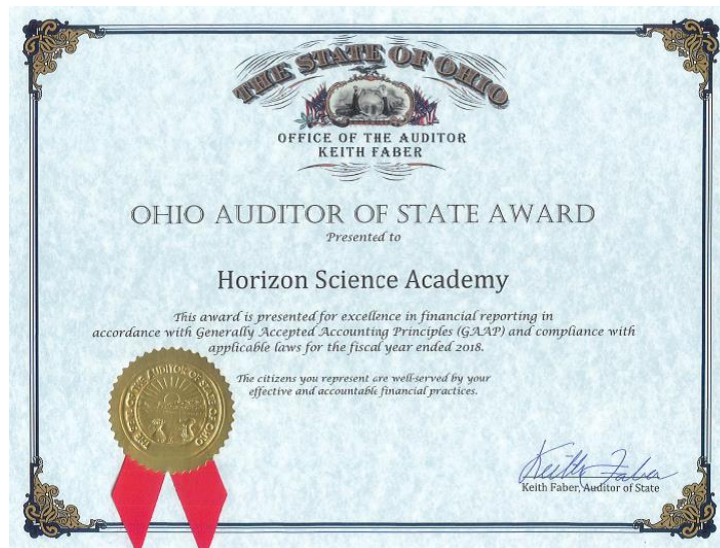 THE STATE OF OHIO
OFFICE OF THE AUDITOR
KEITH FABER
OHIO AUDITOR OF STATE AWARD
Presented to
Horizon Science Academy
This award is presented for excellence in financial reporting in
accordance with Generally Accepted Accounting Principles (GAAP) and compliance with
applicable laws for the fiscal year ended 2018.
The citizens you represent are well-served by your
effective and accountable financial practices.
Keith Faber
Keith Faber, Auditor of State